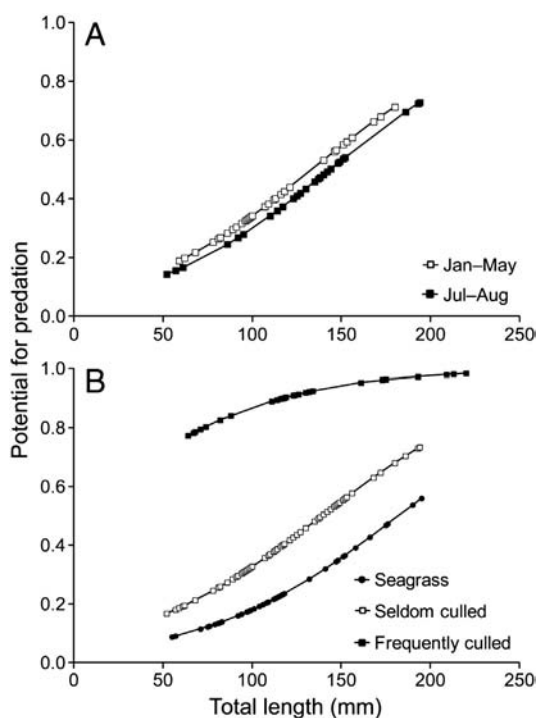 A
1.0
0.8
0.6
0.4
0.2
0.0
0 50 100 150 200 250
Jan–May
Jul–Aug
Potential for predation
B
1.0
0.8
0.6
0.4
0.2
0.0
Seagrass
Seldom culled
Frequently culled
0 50 100 150 200 250
Total length (mm)